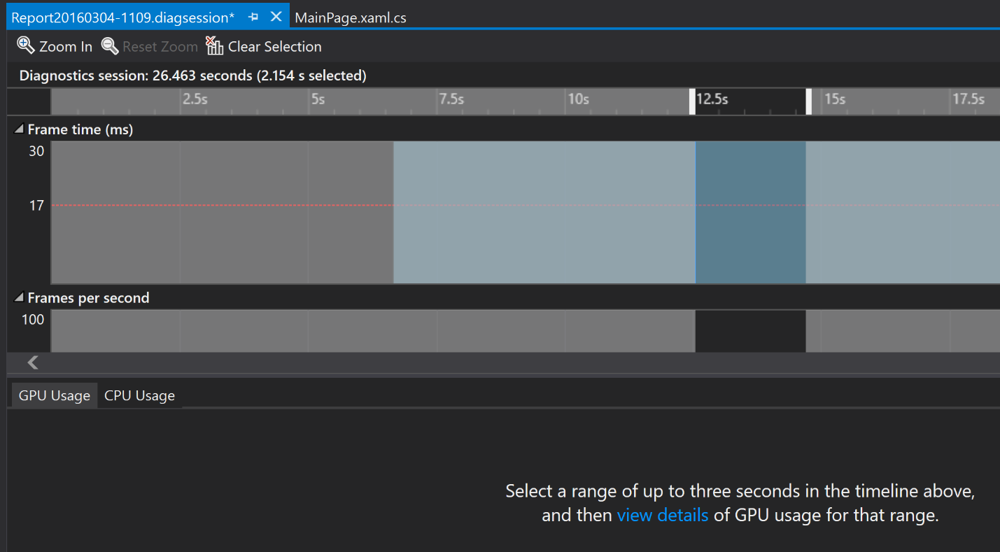 Report20160304-1109.diagsession* MainPage.xaml.cs
Zoom In Reset Zoom Clear Selection
Diagnostics session: 26.463 seconds (2.154 s selected)
2.5s 5s 7.5s 10s 12.5s 15s 17.5s
Frame time (ms)
30
17
Frames per second
100
GPU Usage CPU Usage
Select a range of up to three seconds in the timeline above,
and then view details of GPU usage for that range.